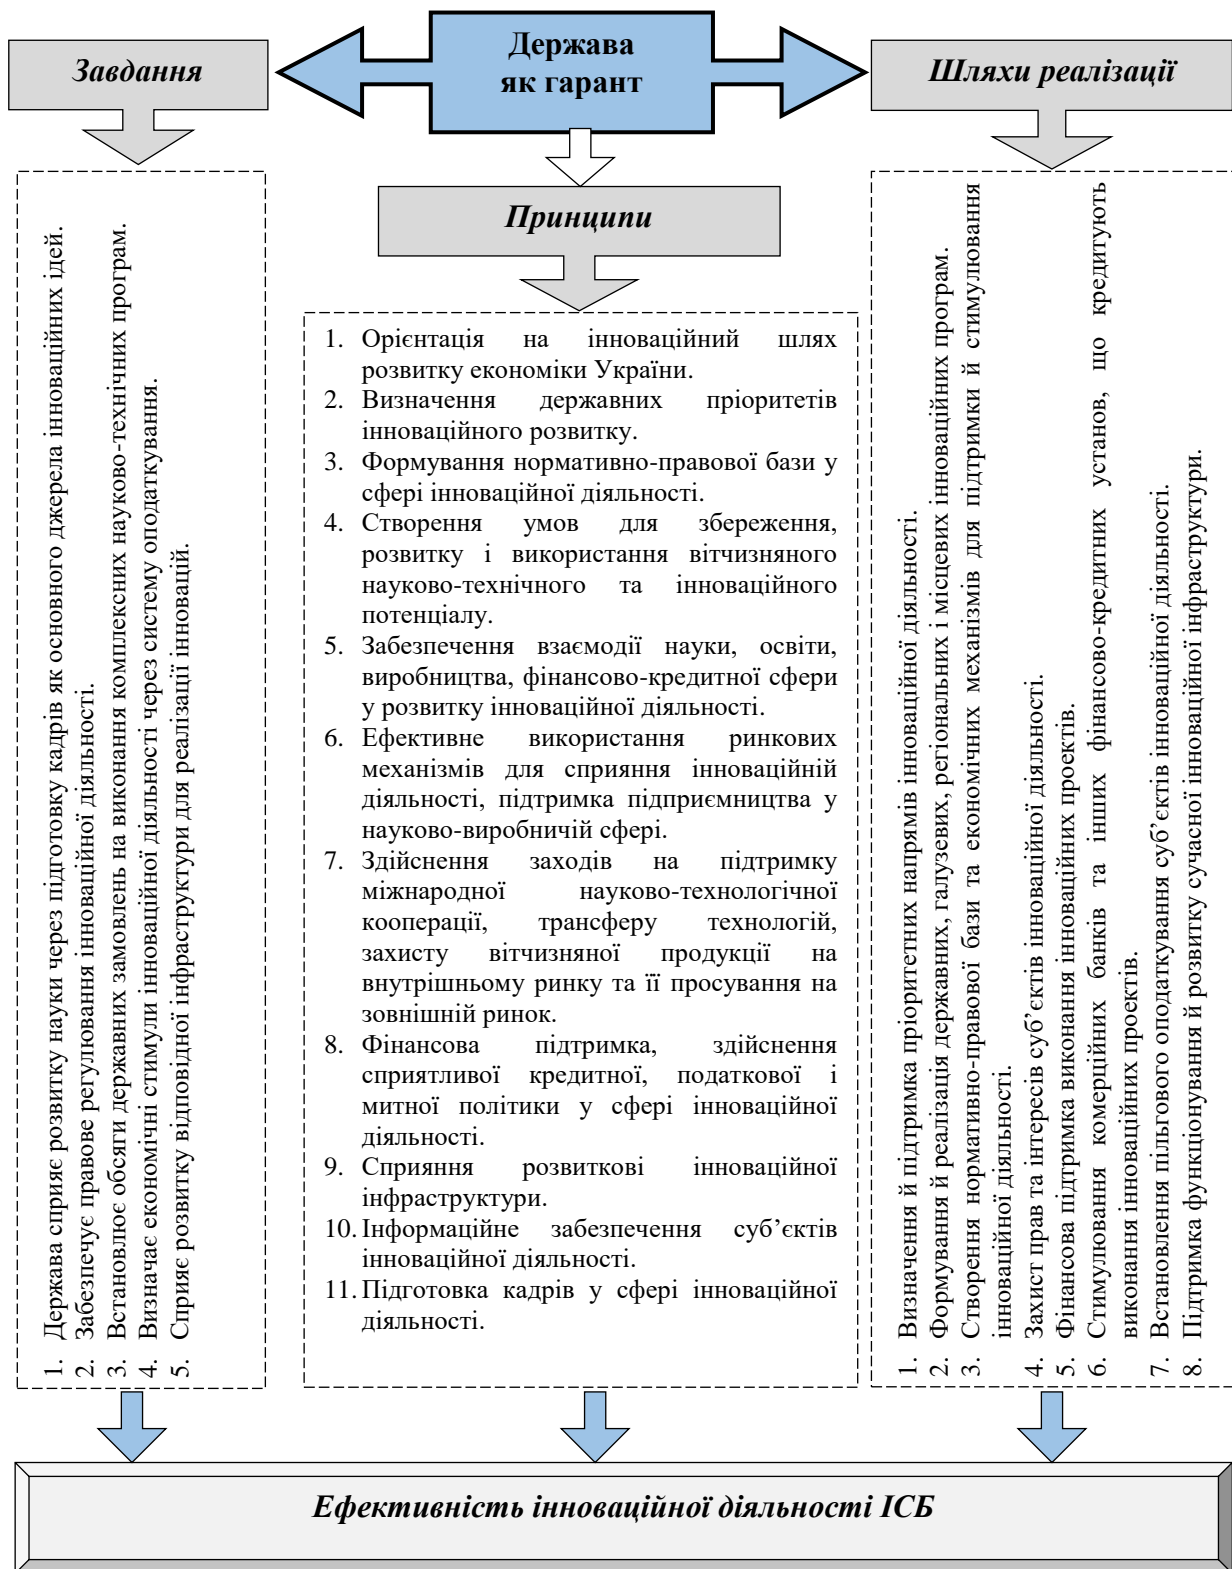 Держава
як гарант
Завдання
Шляхи реалізації
Принципи
1. Держава сприяє розвитку науки через підготовку кадрів як основного джерела інноваційних ідей.
2. Забезпечує правове регулювання інноваційної діяльності.
3. Встановлює обсяги державних замовлень на виконання комплексних науково-технічних програм.
4. Визначає економічні стимули інноваційної діяльності через систему оподаткування.
5. Сприяє розвитку відповідної інфраструктури для реалізації інновацій.
1. Орієнтація на інноваційний шлях
розвитку економіки України.
2. Визначення державних пріоритетів
інноваційного розвитку.
3. Формування нормативно-правової бази у
сфері інноваційної діяльності.
4. Створення умов для збереження,
розвитку і використання вітчизняного
науково-технічного та інноваційного
потенціалу.
5. Забезпечення взаємодії науки, освіти,
виробництва, фінансово-кредитної сфери
у розвитку інноваційної діяльності.
6. Ефективне використання ринкових
механізмів для сприяння інноваційній
діяльності, підтримка підприємництва у
науково-виробничій сфері.
7. Здійснення заходів на підтримку
міжнародної науково-технологічної
кооперації, трансферу технологій,
захисту вітчизняної продукції на
внутрішньому ринку та її просування на
зовнішній ринок.
8. Фінансова підтримка, здійснення
сприятливої кредитної, податкової і
митної політики у сфері інноваційної
діяльності.
9. Сприяння розвиткові інноваційної
інфраструктури.
10. Інформаційне забезпечення суб’єктів
інноваційної діяльності.
11. Підготовка кадрів у сфері інноваційної
діяльності.
1. Визначення й підтримка пріоритетних напрямів інноваційної діяльності.
2. Формування й реалізація державних, галузевих, регіональних і місцевих інноваційних програм.
3. Створення нормативно-правової бази та економічних механізмів для підтримки й стимулювання
інноваційної діяльності.
4. Захист прав та інтересів суб’єктів інноваційної діяльності.
5. Фінансова підтримка виконання інноваційних проектів.
6. Стимулювання комерційних банків та інших фінансово-кредитних установ, що кредитують
виконання інноваційних проектів.
7. Встановлення пільгового оподаткування суб’єктів інноваційної діяльності.
8. Підтримка функціонування й розвитку сучасної інноваційної інфраструктури.
Ефективність інноваційної діяльності ІСБ